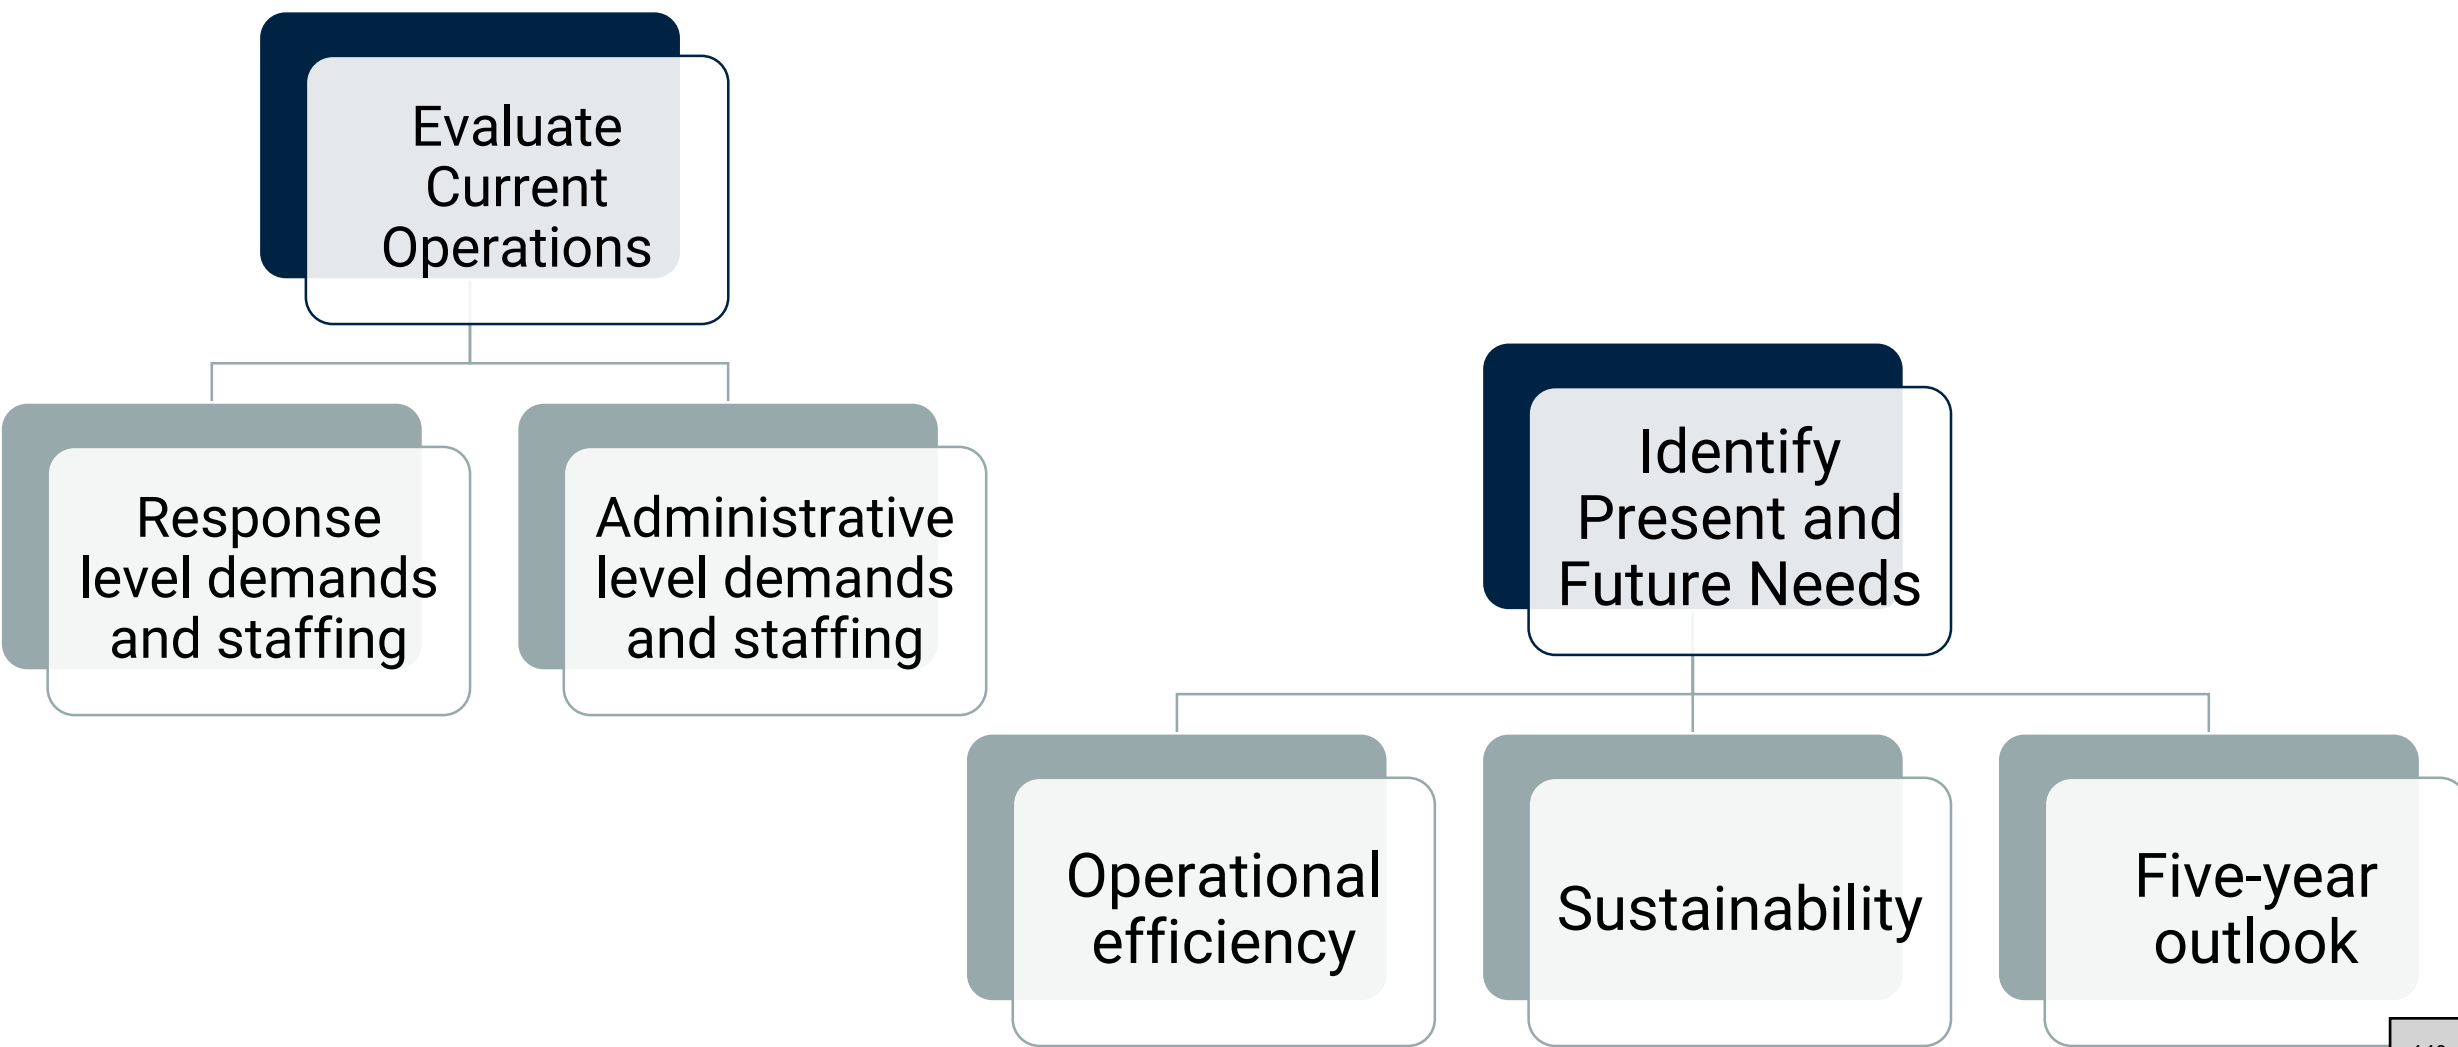 Evaluate
Current
Operations
Response
level demands
and staffing
Administrative
level demands
and staffing
Identify
Present and
Future Needs
Operational
efficiency
Sustainability
Five-year
outlook